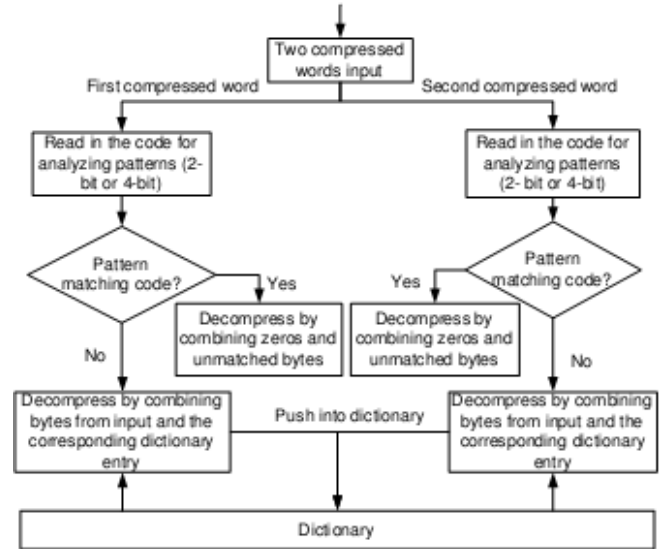 Two compressed
words input
First compressed word
Second compressed word
Read in the code for
analyzing patterns (2-
bit or 4-bit)
Read in the code for
analyzing patterns
(2- bit or 4-bit)
Pattern
matching code?
Yes
Yes
Pattern
matching code?
Decompress by
combining zeros and
unmatched bytes
Decompress by
combining zeros and
unmatched bytes
No
No
Decompress by combining
bytes from input and the
corresponding dictionary
entry
Push into dictionary
Decompress by combining
bytes from input and the
corresponding dictionary
entry
Dictionary